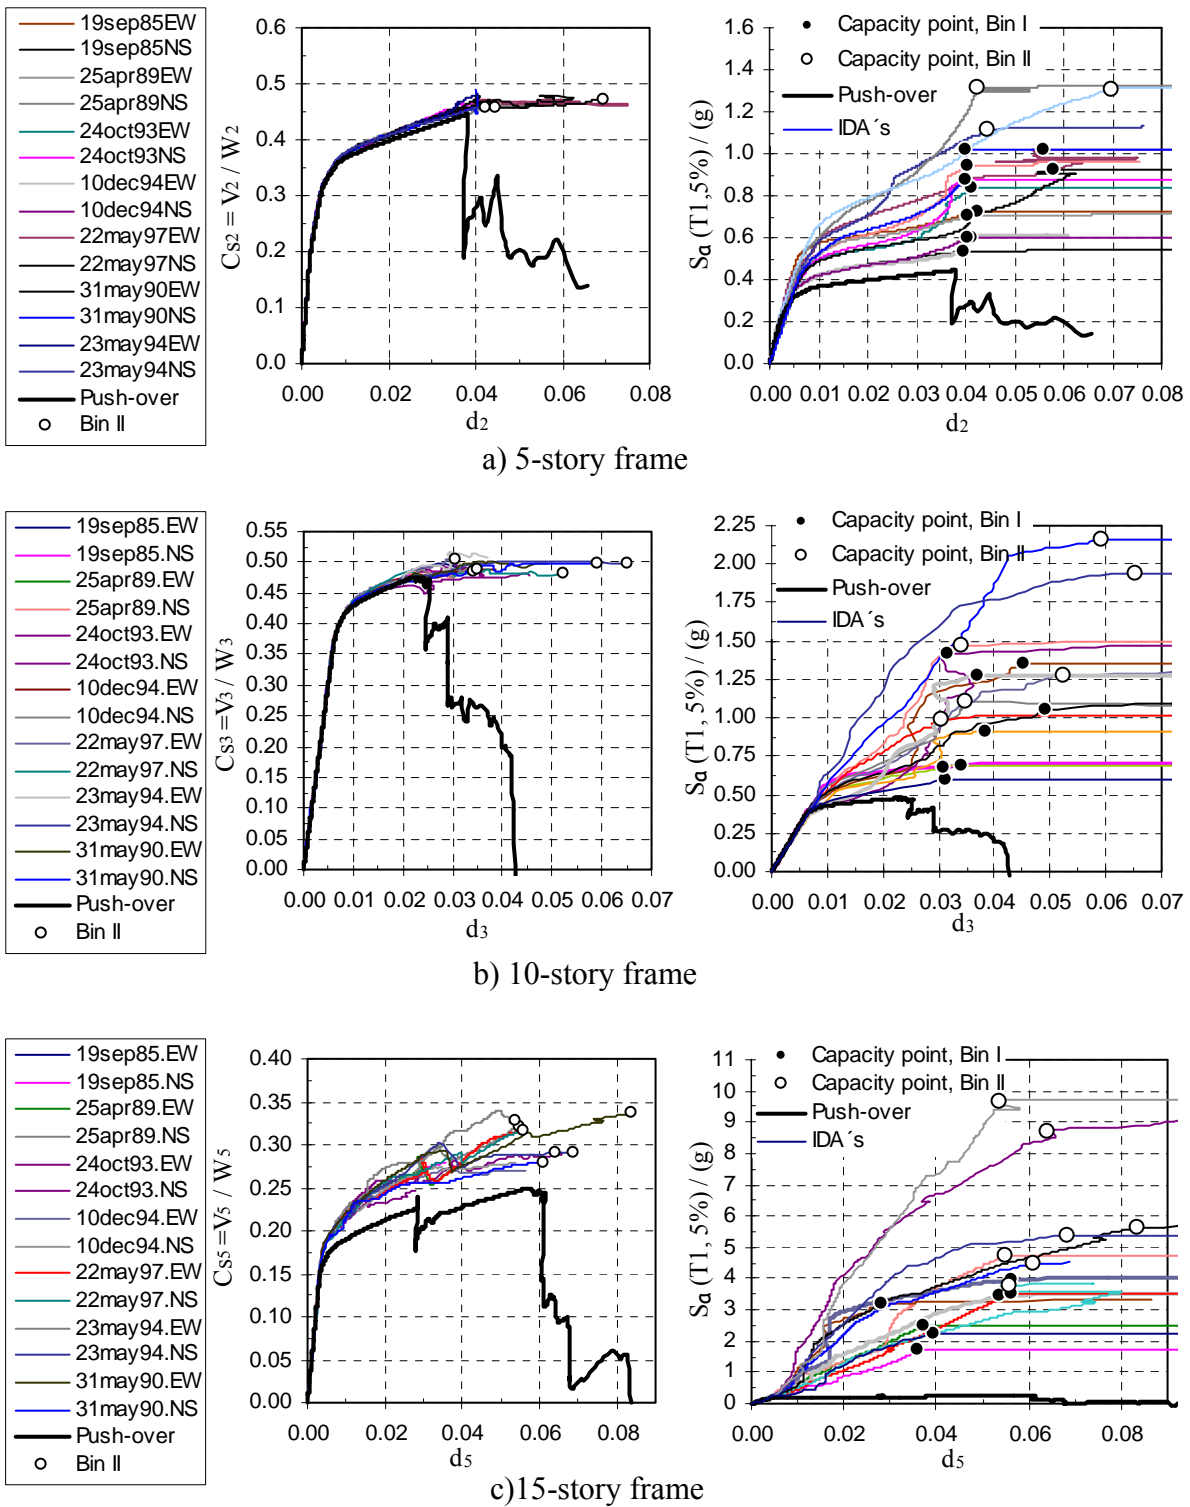 19sep85EW
19sep85NS
25apr89EW
25apr89NS
24oct93EW
24oct93NS
10dec94EW
10dec94NS
22may97EW
22may97NS
31may90EW
31may90NS
23may94EW
23may94NS
Push-over
Bin II
Cs2 = V2 / W2
0.6
0.5
0.4
0.3
0.2
0.1
0.0
0.00 0.02 0.04 0.06 0.08
d2
Sa (T1,5%) / (g)
1.6
1.4
1.2
1.0
0.8
0.6
0.4
0.2
0.0
Capacity point, Bin I
Capacity point, Bin II
Push-over
IDA´s
0.00 0.01 0.02 0.03 0.04 0.05 0.06 0.07 0.08
d2
a) 5-story frame
19sep85.EW
19sep85.NS
25apr89.EW
25apr89.NS
24oct93.EW
24oct93.NS
10dec94.EW
10dec94.NS
22may97.EW
22may97.NS
23may94.EW
23may94.NS
31may90.EW
31may90.NS
Push-over
Bin II
Cs3 = V3 / W3
0.55
0.50
0.45
0.40
0.35
0.30
0.25
0.20
0.15
0.10
0.05
0.00
0.00 0.01 0.02 0.03 0.04 0.05 0.06 0.07
d3
Sa (T1, 5%) / (g)
2.25
2.00
1.75
1.50
1.25
1.00
0.75
0.50
0.25
0.00
Capacity point, Bin I
Capacity point, Bin II
Push-over
IDA´s
0.00 0.01 0.02 0.03 0.04 0.05 0.06 0.07
d3
b) 10-story frame
19sep85.EW
19sep85.NS
25apr89.EW
25apr89.NS
24oct93.EW
24oct93.NS
10dec94.EW
10dec94.NS
22may97.EW
22may97.NS
23may94.EW
23may94.NS
31may90.EW
31may90.NS
Push-over
Bin II
Cs5 = V5 / W5
0.40
0.35
0.30
0.25
0.20
0.15
0.10
0.05
0.00
0.00 0.02 0.04 0.06 0.08
d5
Sa (T1, 5%) / (g)
11
10
9
8
7
6
5
4
3
2
1
0
Capacity point, Bin I
Capacity point, Bin II
Push-over
IDA´s
0.00 0.02 0.04 0.06 0.08
d5
c)15-story frame